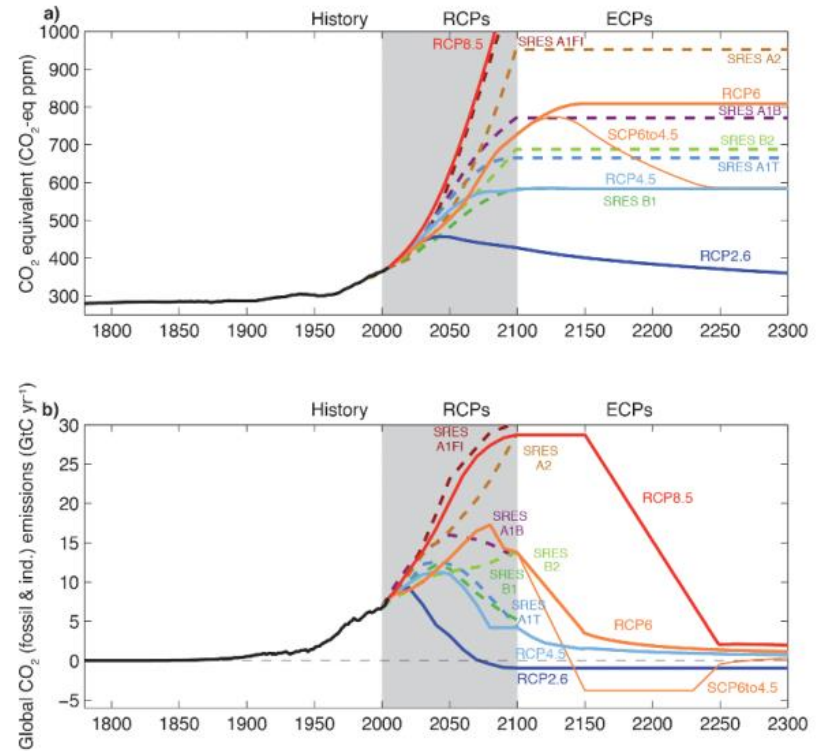 a)
History RCPs ECPs
CO₂ equivalent (CO₂-eq ppm)
1000
900
800
700
600
500
400
300
RCP8.5
SRES A1FI
SRES A2
RCP6
SRES A1B
SCP6to4.5
SRES B2
SRES A1T
RCP4.5
SRES B1
RCP2.6
1800 1850 1900 1950 2000 2050 2100 2150 2200 2250 2300
b)
History RCPs ECPs
Global CO₂ (fossil & ind.) emissions (GtC yr⁻¹)
30
25
20
15
10
5
0
−5
SRES
A1FI
SRES
A2
RCP8.5
SRES
A1B
SRES
B2
SRES
B1
SRES
A1T
RCP6
RCP4.5
RCP2.6
SCP6to4.5
1800 1850 1900 1950 2000 2050 2100 2150 2200 2250 2300